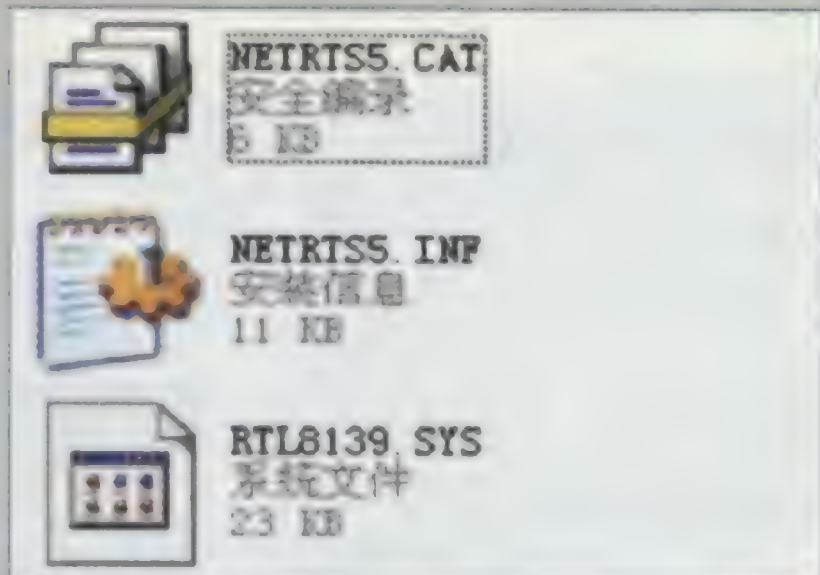 NETRTS5.CAT
安全编录
6 KB
NETRTS5.INF
安装信息
11 KB
RTL8139.SYS
系统文件
23 KB